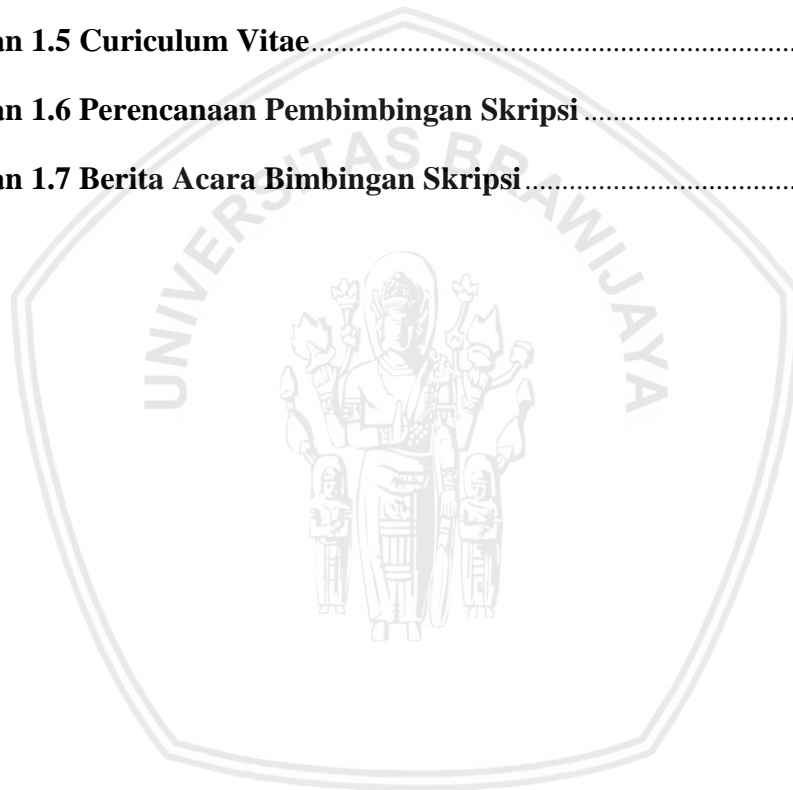 an 1.5 Curiculum Vitae
an 1.6 Perencanaan Pembimbingan Skripsi
an 1.7 Berita Acara Bimbingan Skripsi
UNIVERSITAS BRAWIJAYA